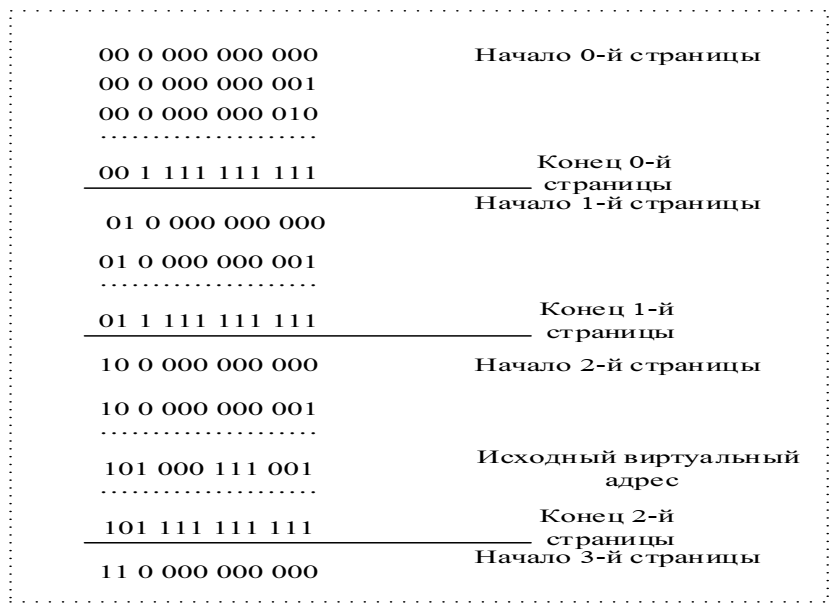 00 0 000 000 000 Начало 0-й страницы
00 0 000 000 001
00 0 000 000 010
.....................
00 1 111 111 111 Конец 0-й
страницы
Начало 1-й страницы
01 0 000 000 000
01 0 000 000 001
.....................
01 1 111 111 111 Конец 1-й
страницы
10 0 000 000 000 Начало 2-й страницы
10 0 000 000 001
.....................
101 000 111 001 Исходный виртуальный
адрес
.....................
101 111 111 111 Конец 2-й
страницы
Начало 3-й страницы
11 0 000 000 000